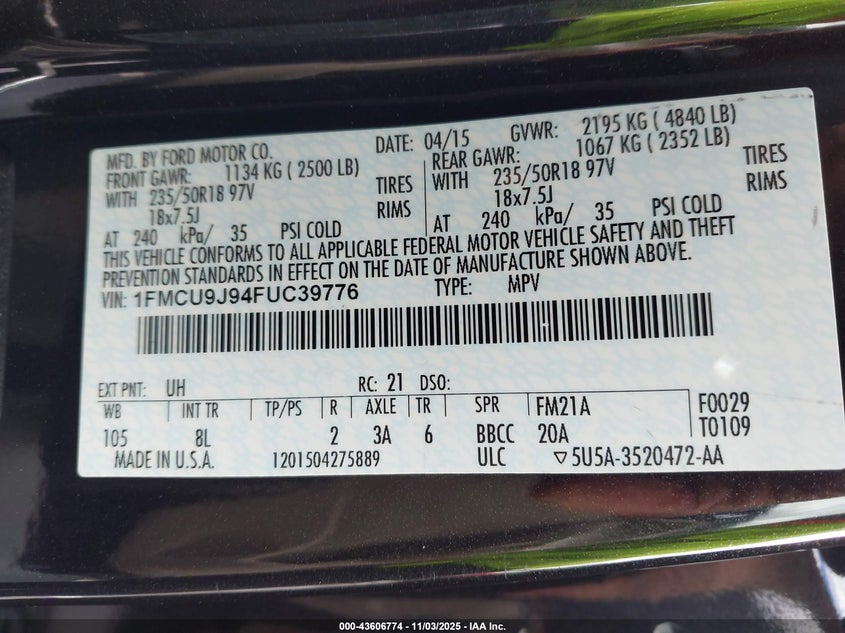 MFD. BY FORD MOTOR CO. DATE: 04/15 GVWR: 2195 KG ( 4840 LB)
FRONT GAWR: 1134 KG ( 2500 LB) REAR GAWR: 1067 KG ( 2352 LB)
WITH 235/50R18 97V TIRES WITH 235/50R18 97V TIRES
18x7.5J RIMS 18x7.5J RIMS
AT 240 kPa/ 35 PSI COLD AT 240 kPa/ 35 PSI COLD
THIS VEHICLE CONFORMS TO ALL APPLICABLE FEDERAL MOTOR VEHICLE SAFETY AND THEFT
PREVENTION STANDARDS IN EFFECT ON THE DATE OF MANUFACTURE SHOWN ABOVE.
VIN: 1FMCU9J94FUC39776 TYPE: MPV
EXT PNT: UH RC: 21 DSO:
WB INT TR TP/PS R AXLE TR SPR FM21A F0029
105 8L 2 3A 6 BBCC 20A T0109
MADE IN U.S.A. 1201504275889 ULC ▽5U5A-3520472-AA
000-43606774 - 11/03/2025 - IAA Inc.